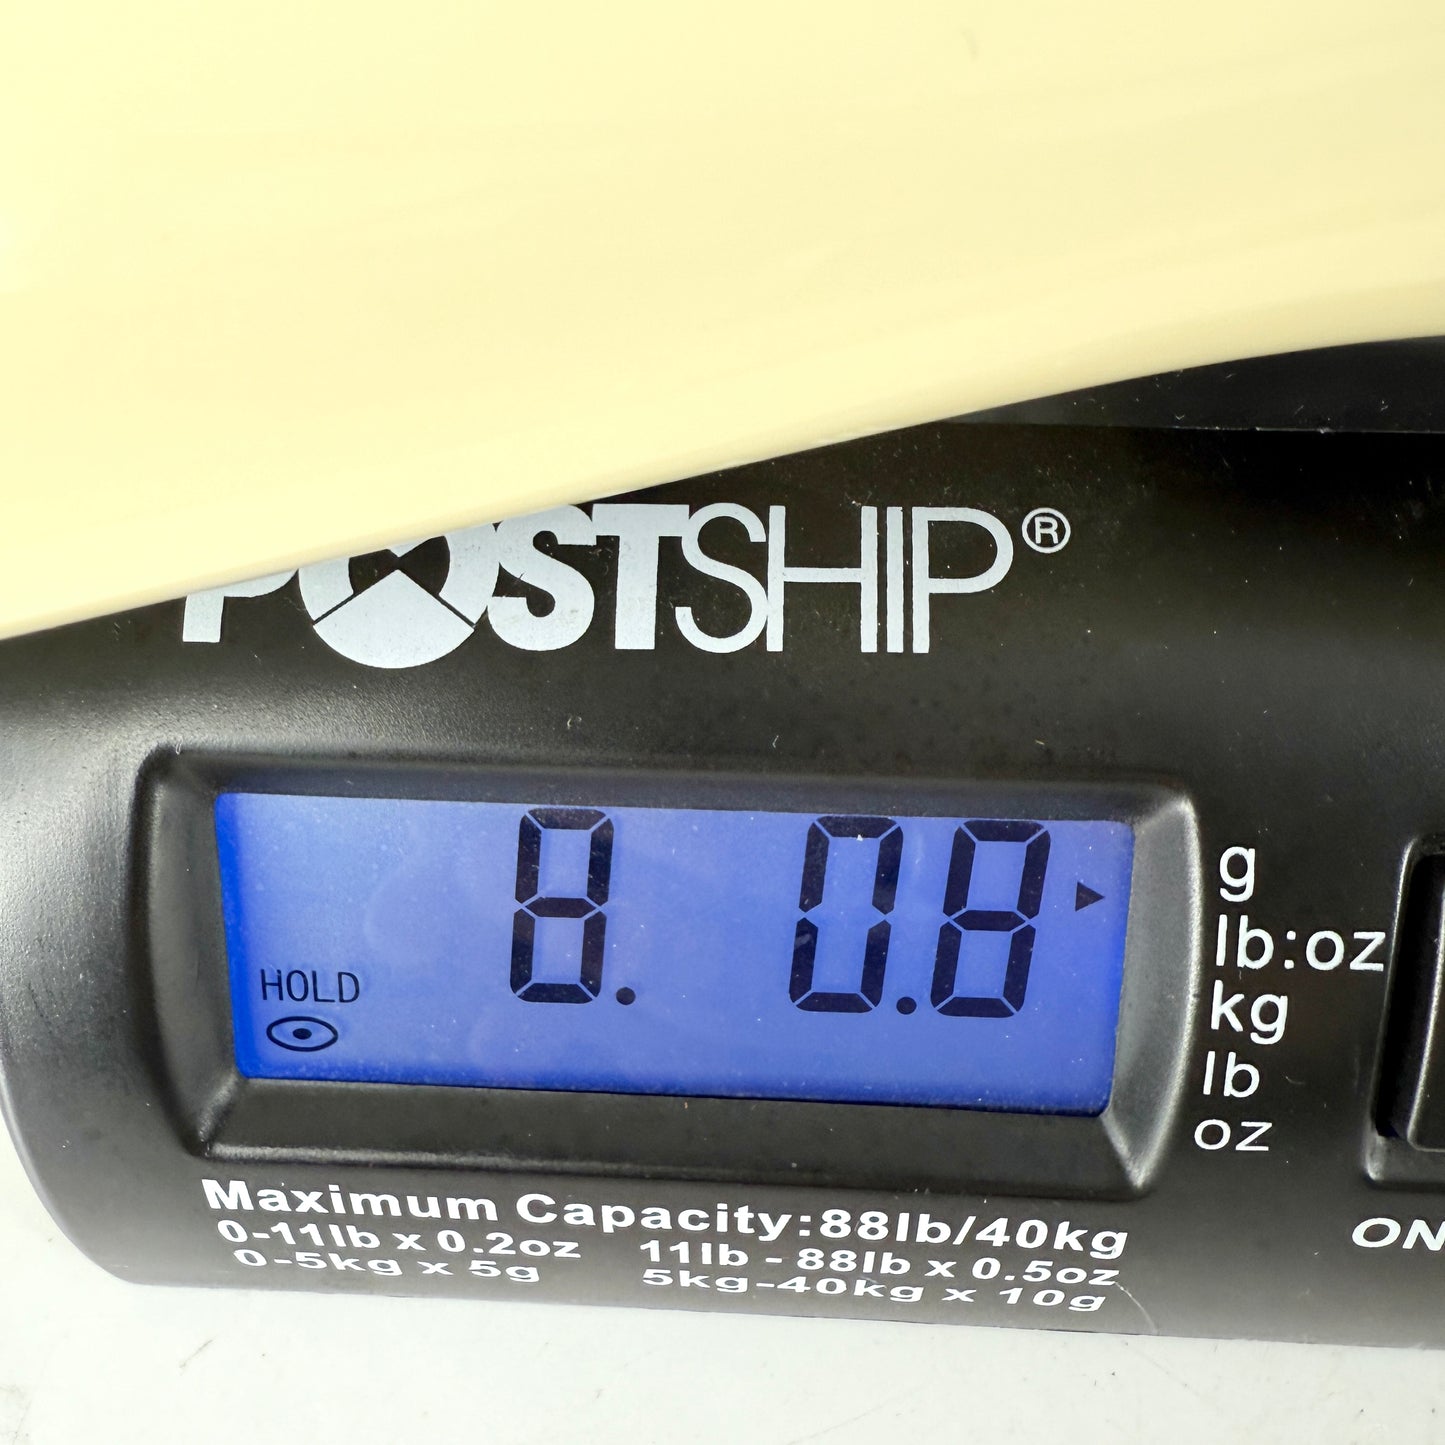 POSTSHIP®
8. 0.8
HOLD
g
lb:oz
kg
lb
oz
Maximum Capacity:88lb/40kg
0-11lb x 0.2oz 11lb - 88lb x 0.5oz
0-5kg x 5g 5kg-40kg x 10g
ON